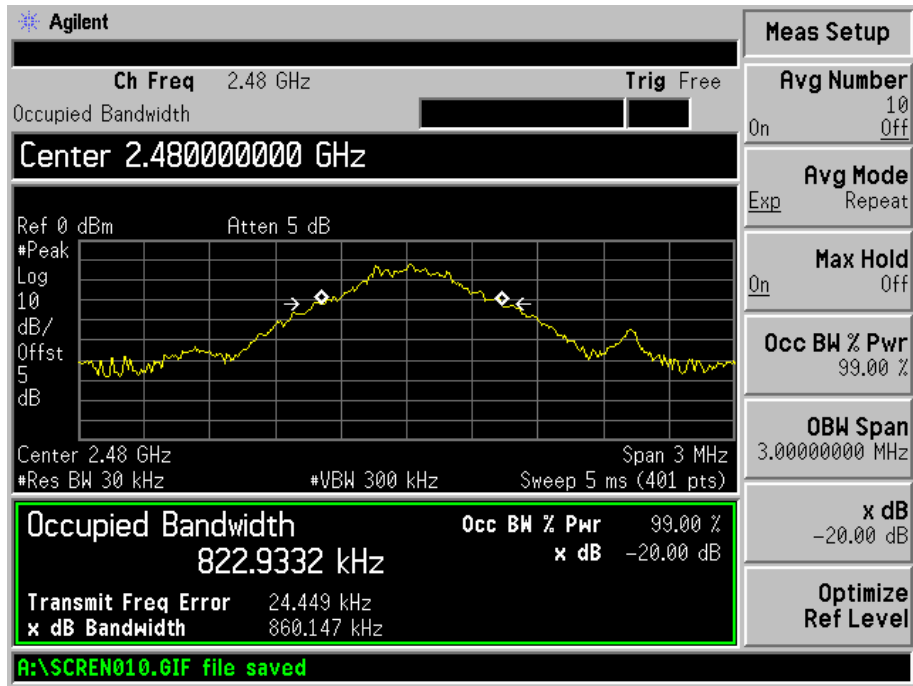 Agilent
Ch Freq 2.48 GHz Trig Free
Occupied Bandwidth
Center 2.480000000 GHz
Ref 0 dBm Atten 5 dB
#Peak
Log
10
dB/
Offst
5
dB
Center 2.48 GHz Span 3 MHz
#Res BW 30 kHz #VBW 300 kHz Sweep 5 ms (401 pts)
Occupied Bandwidth
822.9332 kHz
Occ BW % Pwr 99.00 %
x dB -20.00 dB
Transmit Freq Error 24.449 kHz
x dB Bandwidth 860.147 kHz
A:\SCREN010.GIF file saved
Meas Setup
Avg Number
10
On Off
Avg Mode
Exp Repeat
Max Hold
On Off
Occ BW % Pwr
99.00 %
OBW Span
3.00000000 MHz
x dB
-20.00 dB
Optimize
Ref Level